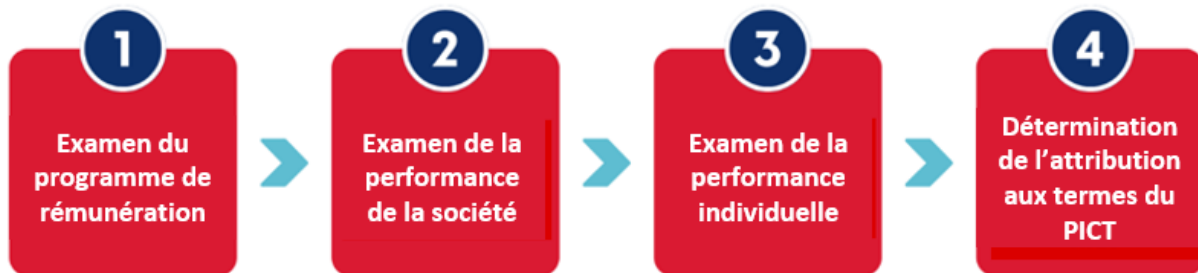 1
Examen du
programme de
rémunération
2
Examen de la
performance
de la société
3
Examen de la
performance
individuelle
4
Détermination
de l’attribution
aux termes du
PICT